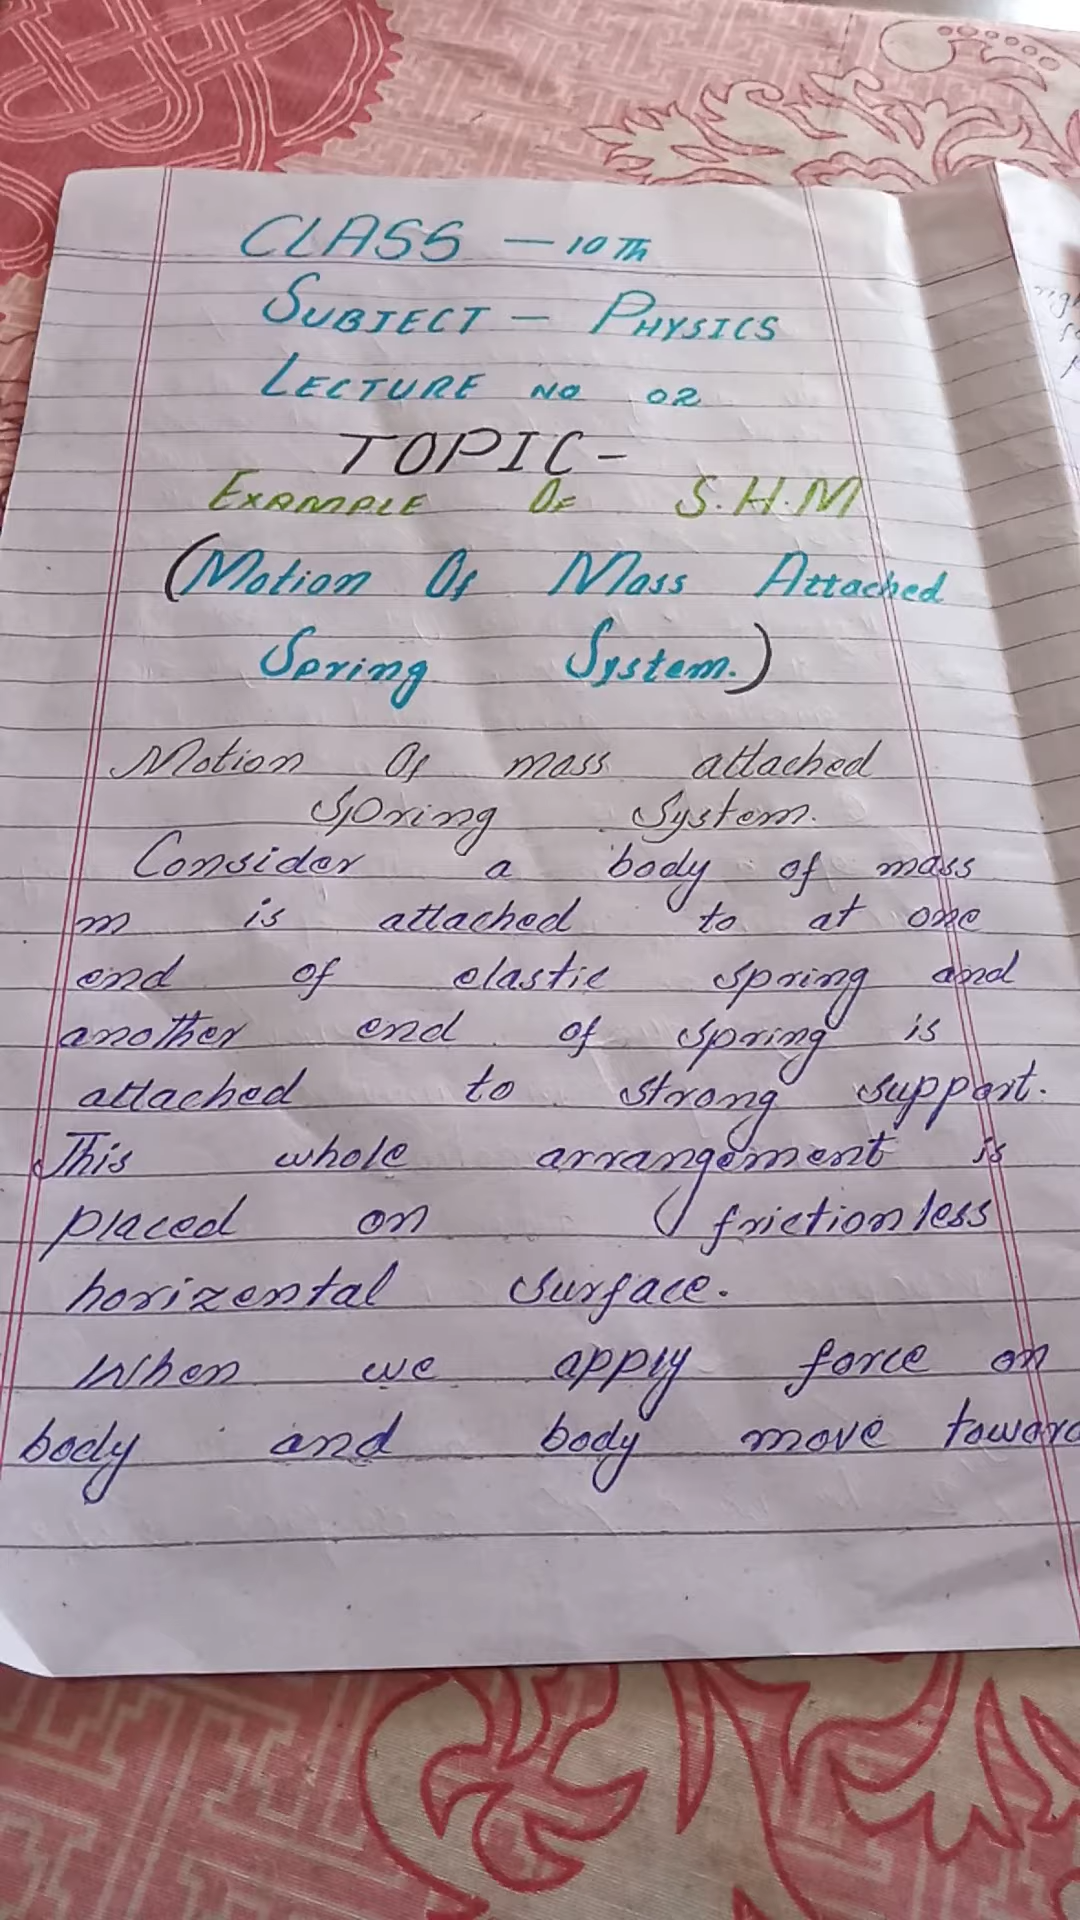 CLASS - 10Th
SUBJECT - PHYSICS
LECTURE NO 02
TOPIC -
EXAMPLE OF S.H.M
(Motion Of Mass Attached
Spring System.)
Motion Of mass attached
Spring System.
Consider a body of mass
m is attached to at one
end of elastic spring and
another end of spring is
attached to strong support.
This whole arrangement is
placed on frictionless
horizental surface.
When we apply force on
body and body move toward